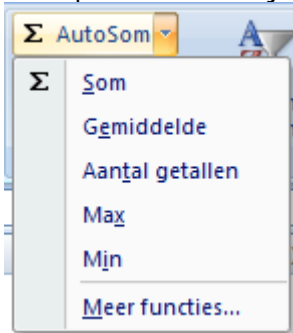 Σ AutoSom
Σ Som
Gemiddelde
Aantal getallen
Max
Min
Meer functies...